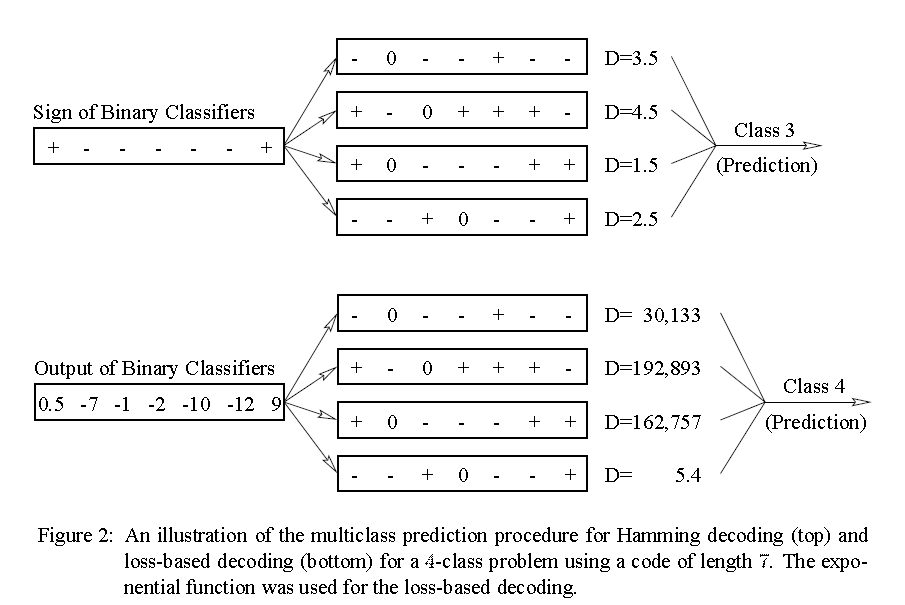 - 0 - - + - - D=3.5
Sign of Binary Classifiers
+ - 0 + + + - D=4.5
Class 3
+ - - - - - +
(Prediction)
+ 0 - - - + + D=1.5
- - + 0 - - + D=2.5
- 0 - - + - - D= 30,133
Output of Binary Classifiers
+ - 0 + + + - D=192,893
Class 4
0.5 -7 -1 -2 -10 -12 9
(Prediction)
+ 0 - - - + + D=162,757
- - + 0 - - + D= 5.4
Figure 2: An illustration of the multiclass prediction procedure for Hamming decoding (top) and
loss-based decoding (bottom) for a 4-class problem using a code of length 7. The expo-
nential function was used for the loss-based decoding.